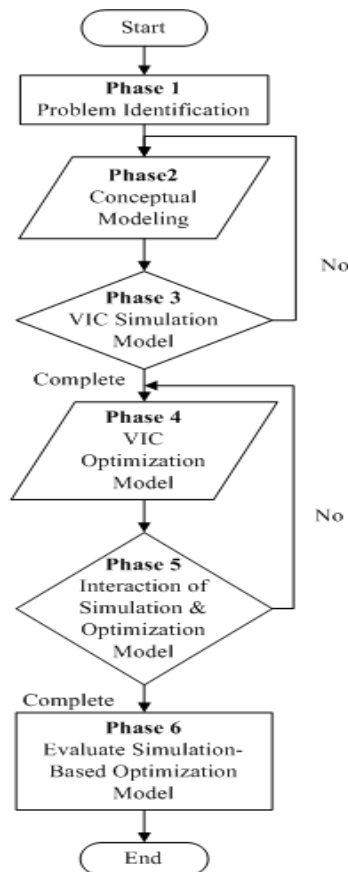 Start
Phase 1
Problem Identification
Phase2
Conceptual
Modeling
No
Phase 3
VIC Simulation
Model
Complete
Phase 4
VIC
Optimization
Model
No
Phase 5
Interaction of
Simulation &
Optimization
Model
Complete
Phase 6
Evaluate Simulation-
Based Optimization
Model
End